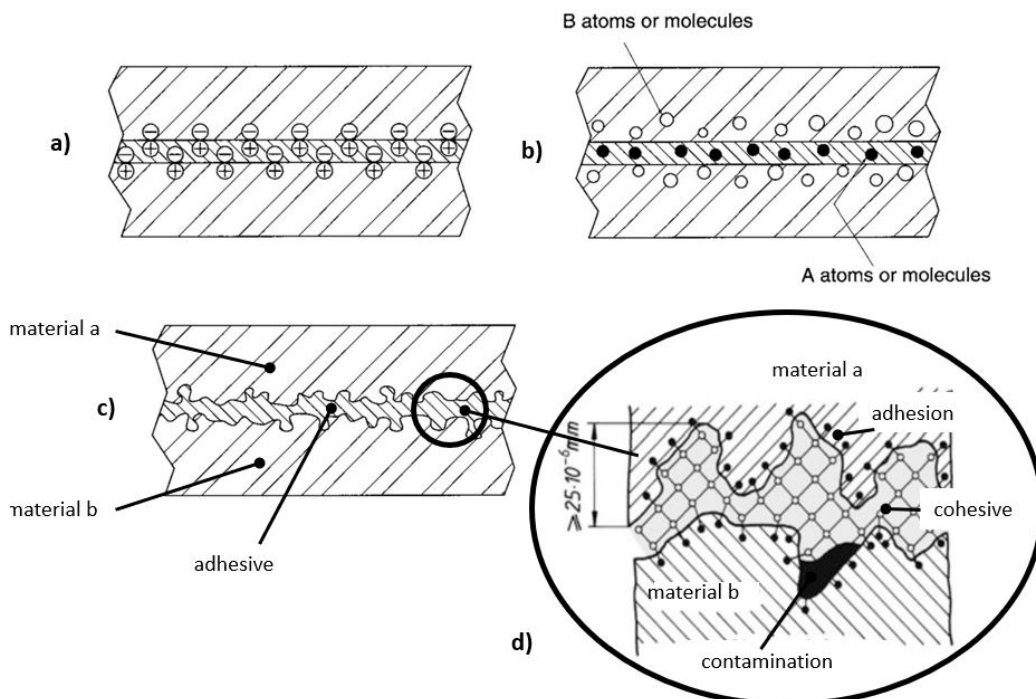 B atoms or molecules
a)
b)
A atoms or molecules
material a
c)
material b
adhesive
material a
adhesion
≥25·10⁻⁶mm
cohesive
material b
d)
contamination